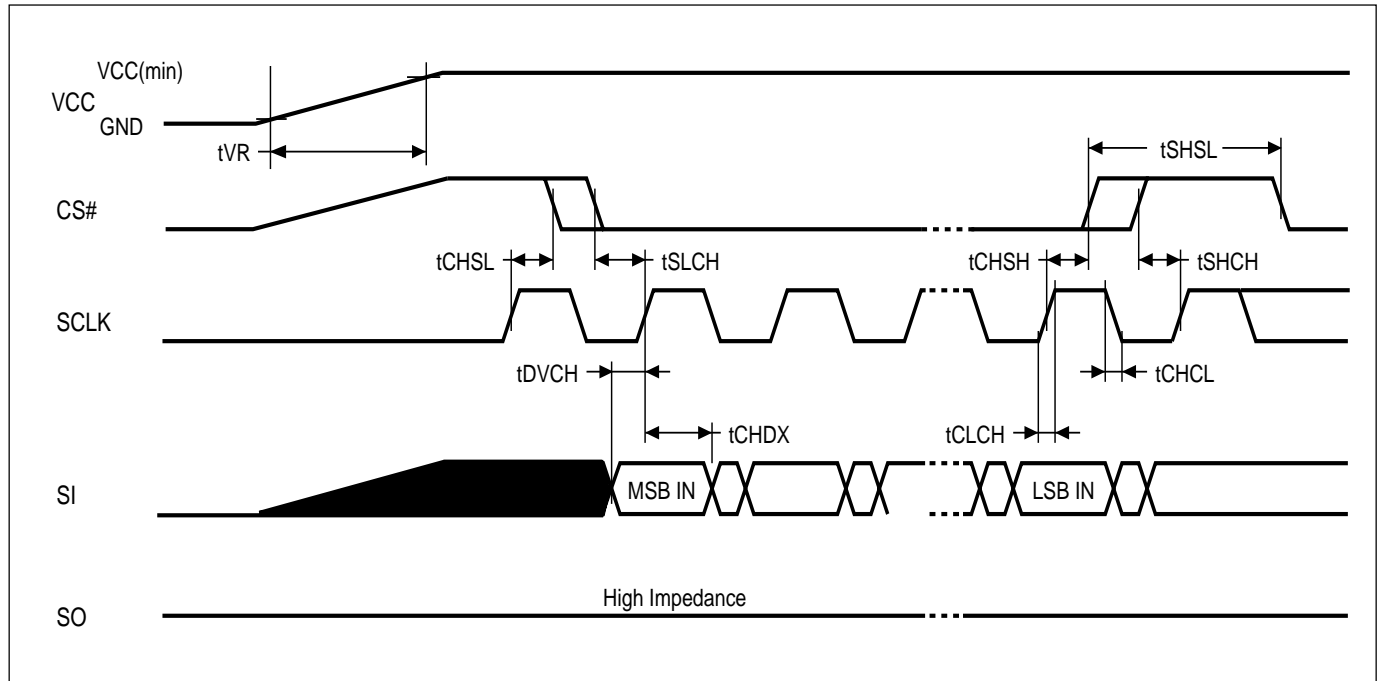 VCC(min)
VCC
GND
tVR
tSHSL
CS#
tCHSL
tSLCH
tCHSH
tSHCH
SCLK
tDVCH
tCHCL
tCHDX
tCLCH
SI
MSB IN
LSB IN
High Impedance
SO